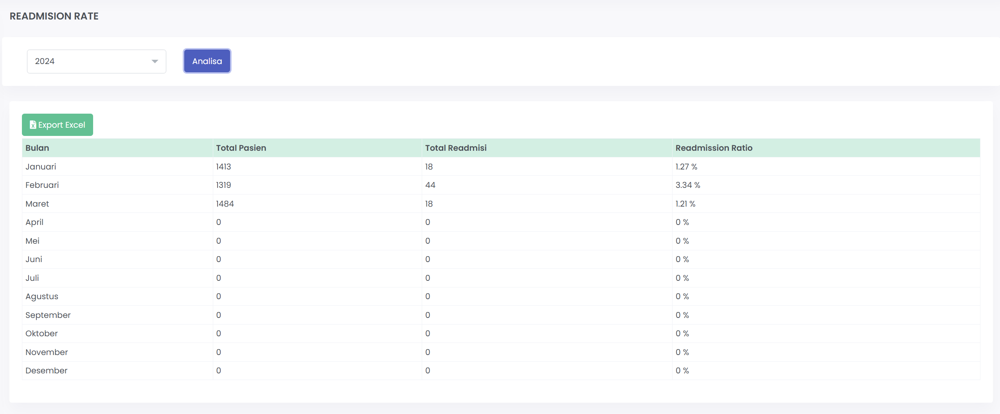 READMISION RATE
2024
Analisa
Export Excel
Bulan Total Pasien Total Readmisi Readmission Ratio
Januari 1413 18 1.27 %
Februari 1319 44 3.34 %
Maret 1484 18 1.21 %
April 0 0 0 %
Mei 0 0 0 %
Juni 0 0 0 %
Juli 0 0 0 %
Agustus 0 0 0 %
September 0 0 0 %
Oktober 0 0 0 %
November 0 0 0 %
Desember 0 0 0 %